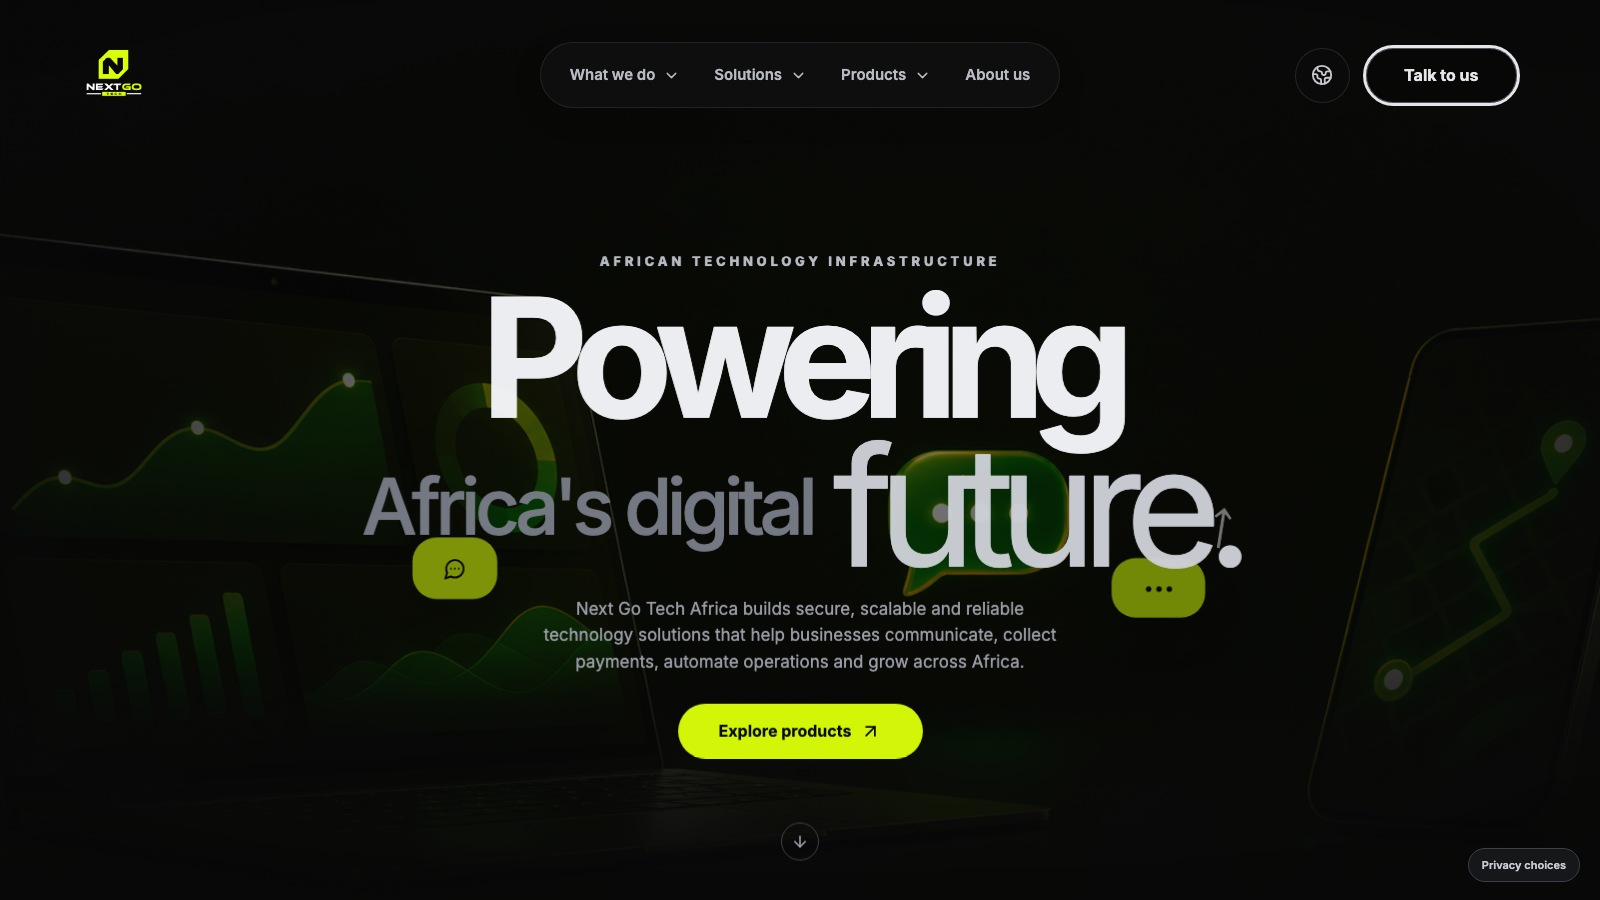 NEXTGO
What we do
Solutions
Products
About us
Talk to us
AFRICAN TECHNOLOGY INFRASTRUCTURE
Powering
Africa's digital future.
Next Go Tech Africa builds secure, scalable and reliable
technology solutions that help businesses communicate, collect
payments, automate operations and grow across Africa.
Explore products
Privacy choices